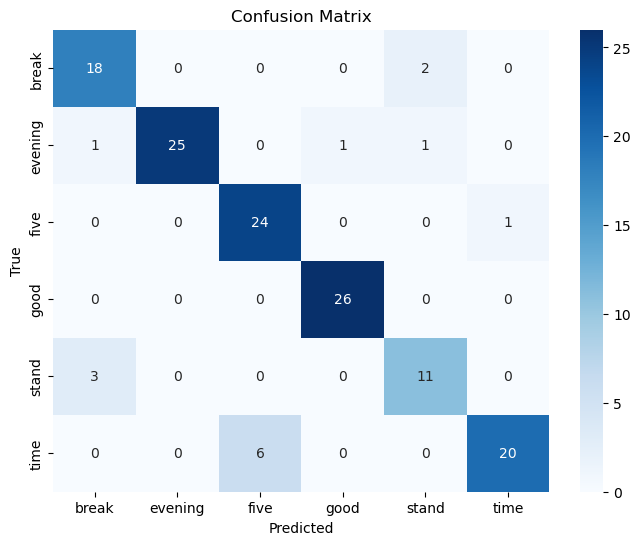 Confusion Matrix
break 18 0 0 0 2 0
evening 1 25 0 1 1 0
five 0 0 24 0 0 1
good 0 0 0 26 0 0
stand 3 0 0 0 11 0
time 0 0 6 0 0 20
break evening five good stand time
Predicted
True
25
20
15
10
5
0